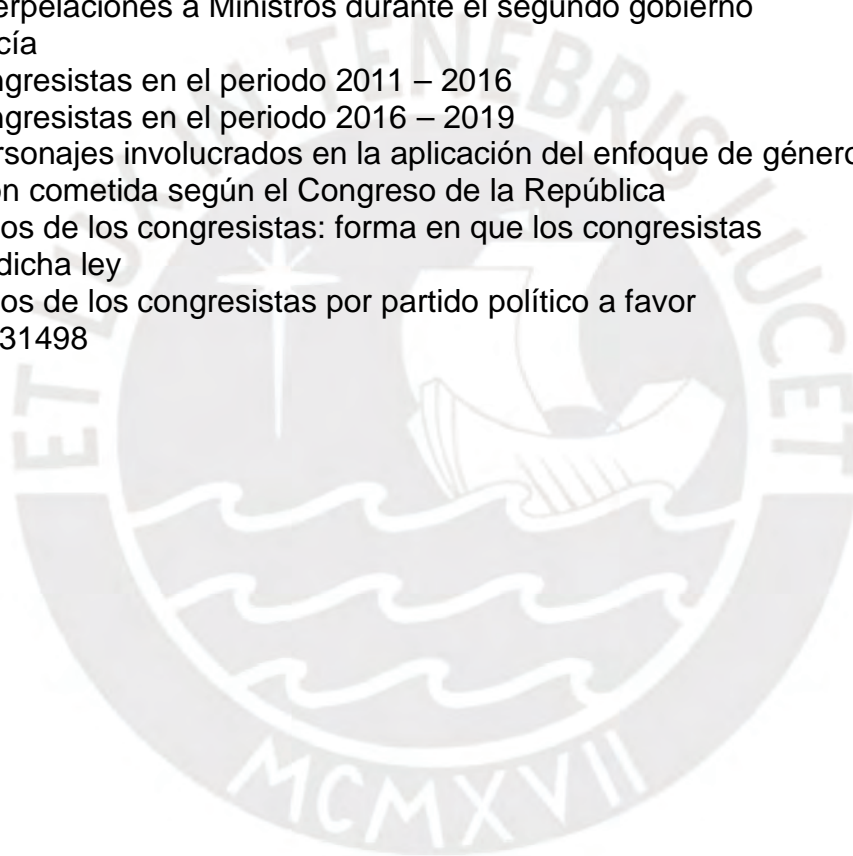 erpelaciones a Ministros durante el segundo gobierno
cía
ngresistas en el periodo 2011 – 2016
ngresistas en el periodo 2016 – 2019
rsonajes involucrados en la aplicación del enfoque de género
ón cometida según el Congreso de la República
os de los congresistas: forma en que los congresistas
dicha ley
os de los congresistas por partido político a favor
31498
ET LUX IN TENEBRIS LUCET
MCMXVII